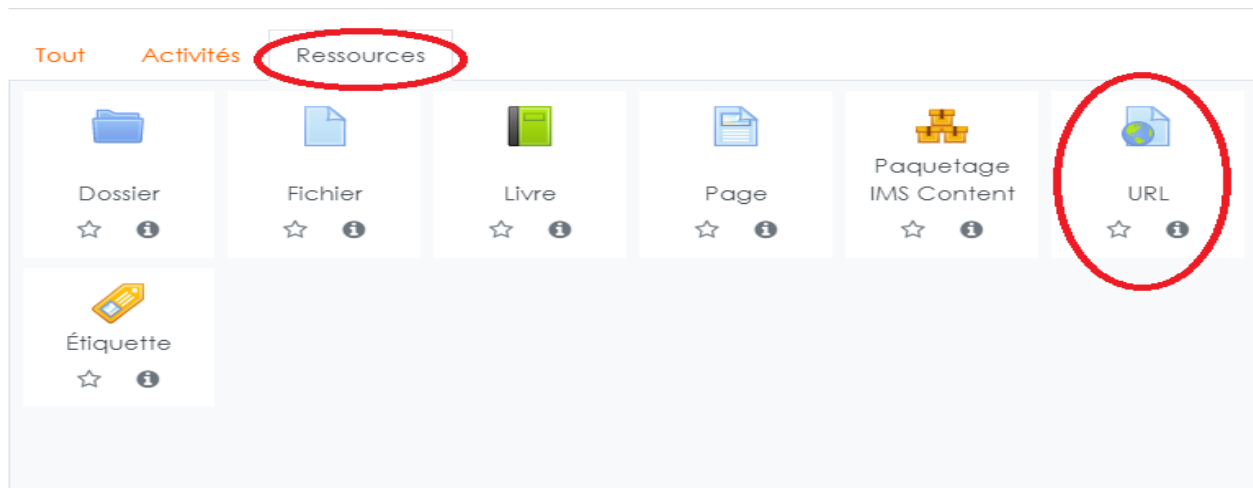 Tout Activités Ressources
Dossier
Fichier
Livre
Page
Paquetage
IMS Content
URL
Étiquette